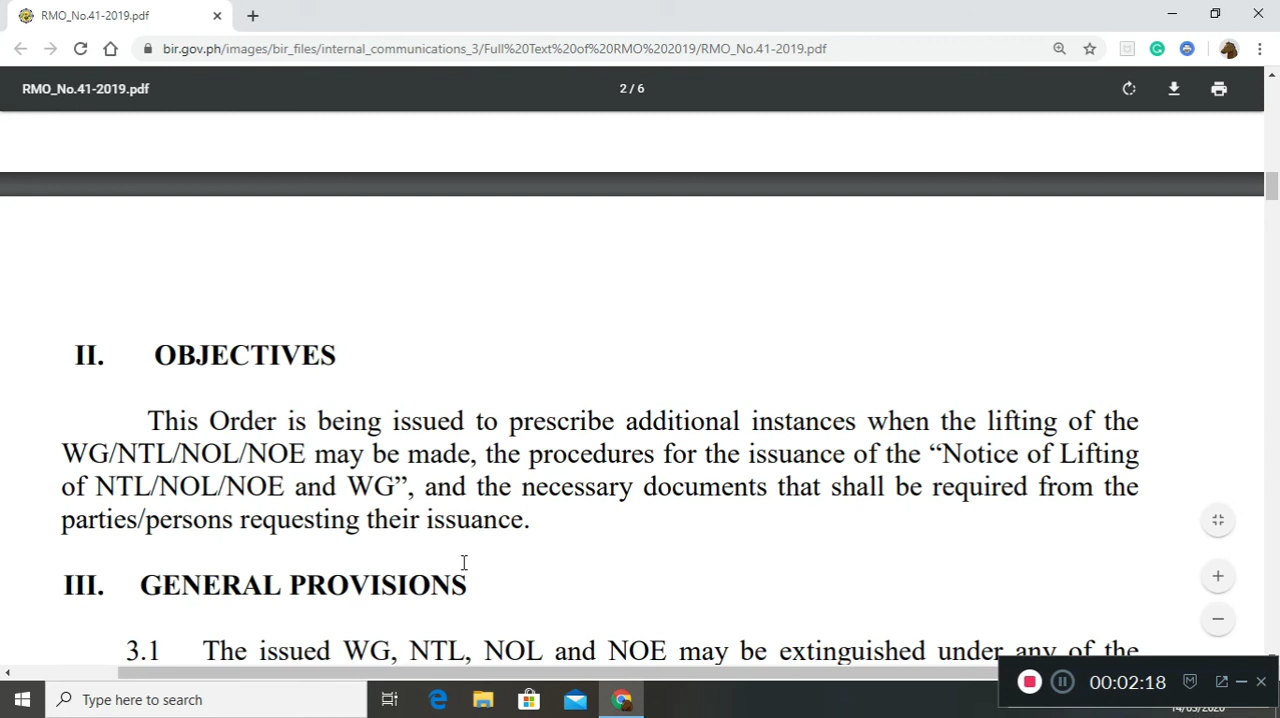 RMO_No.41-2019.pdf
bir.gov.ph/images/bir_files/internal_communications_3/Full%20Text%20of%20RMO%202019/RMO_No.41-2019.pdf
RMO_No.41-2019.pdf
2 / 6
II. OBJECTIVES
This Order is being issued to prescribe additional instances when the lifting of the
WG/NTL/NOL/NOE may be made, the procedures for the issuance of the “Notice of Lifting
of NTL/NOL/NOE and WG”, and the necessary documents that shall be required from the
parties/persons requesting their issuance.
III. GENERAL PROVISIONS
3.1 The issued WG, NTL, NOL and NOE may be extinguished under any of the
00:02:18
Type here to search